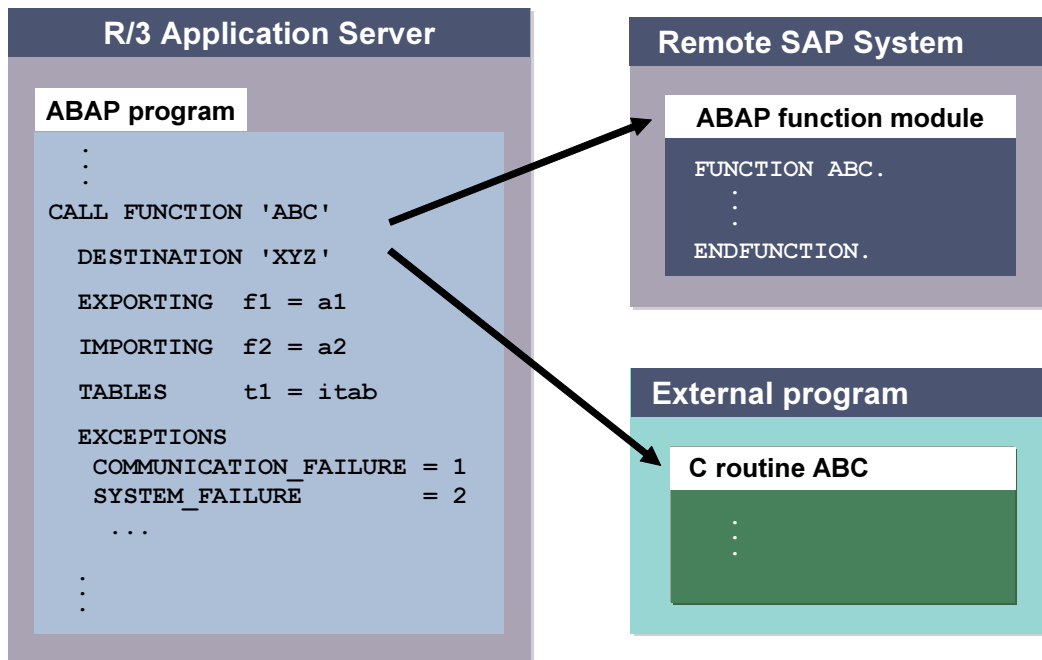 R/3 Application Server
ABAP program
.
.
.
CALL FUNCTION 'ABC'
DESTINATION 'XYZ'
EXPORTING f1 = a1
IMPORTING f2 = a2
TABLES t1 = itab
EXCEPTIONS
COMMUNICATION_FAILURE = 1
SYSTEM_FAILURE = 2
...
.
.
.
Remote SAP System
ABAP function module
FUNCTION ABC.
.
.
.
ENDFUNCTION.
External program
C routine ABC
.
.
.